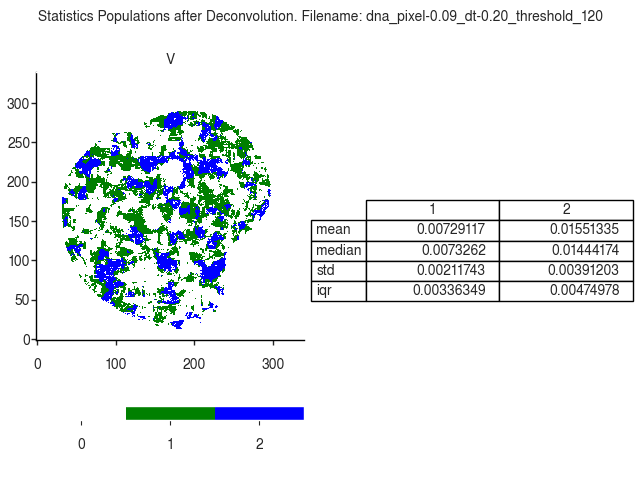 Statistics Populations after Deconvolution. Filename: dna_pixel-0.09_dt-0.20_threshold_120
V
300
250
200
150
100
50
0
0 100 200 300
1 2
mean 0.00729117 0.01551335
median 0.0073262 0.01444174
std 0.00211743 0.00391203
iqr 0.00336349 0.00474978
0 1 2